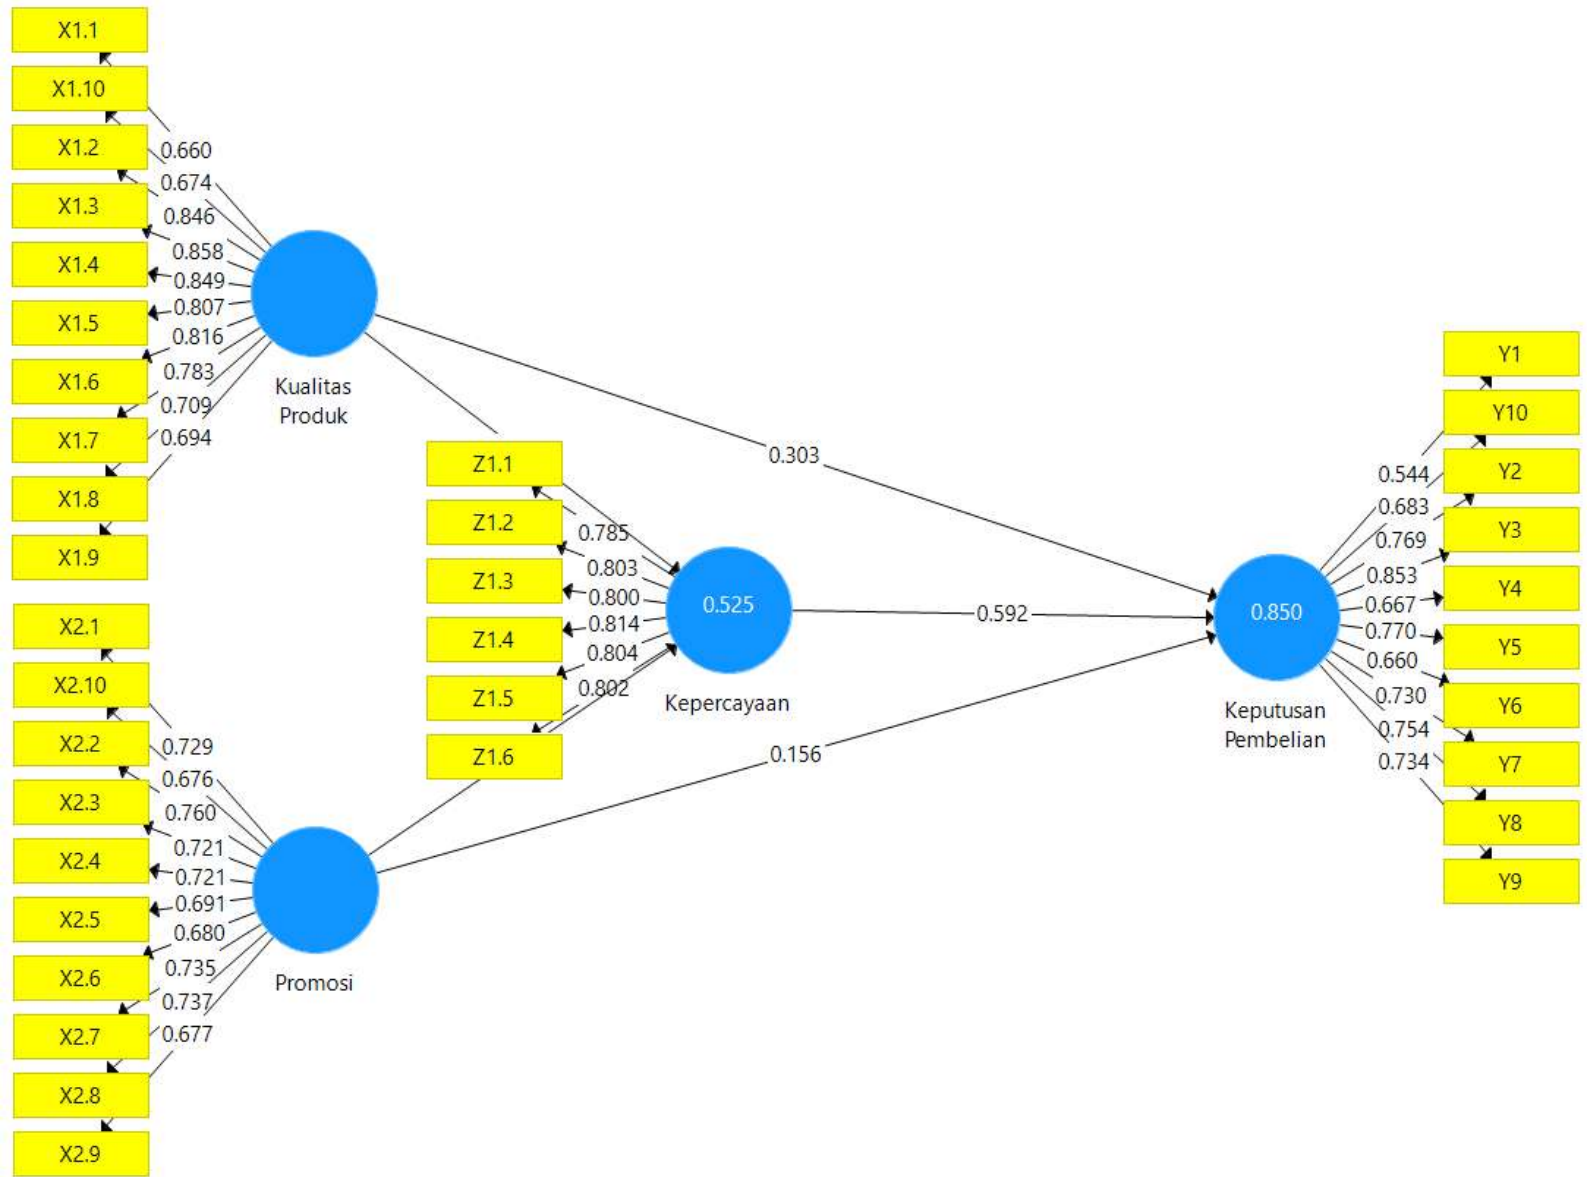 X1.1
X1.10
X1.2
X1.3
X1.4
X1.5
X1.6
X1.7
X1.8
X1.9
0.660
0.674
0.846
0.858
0.849
0.807
0.816
0.783
0.709
0.694
Kualitas
Produk
X2.1
X2.10
X2.2
X2.3
X2.4
X2.5
X2.6
X2.7
X2.8
X2.9
0.729
0.676
0.760
0.721
0.721
0.691
0.680
0.735
0.737
0.677
Promosi
Z1.1
Z1.2
Z1.3
Z1.4
Z1.5
Z1.6
0.785
0.803
0.800
0.814
0.804
0.802
0.525
Kepercayaan
0.303
0.592
0.156
0.850
Keputusan
Pembelian
0.544
0.683
0.769
0.853
0.667
0.770
0.660
0.730
0.754
0.734
Y1
Y10
Y2
Y3
Y4
Y5
Y6
Y7
Y8
Y9